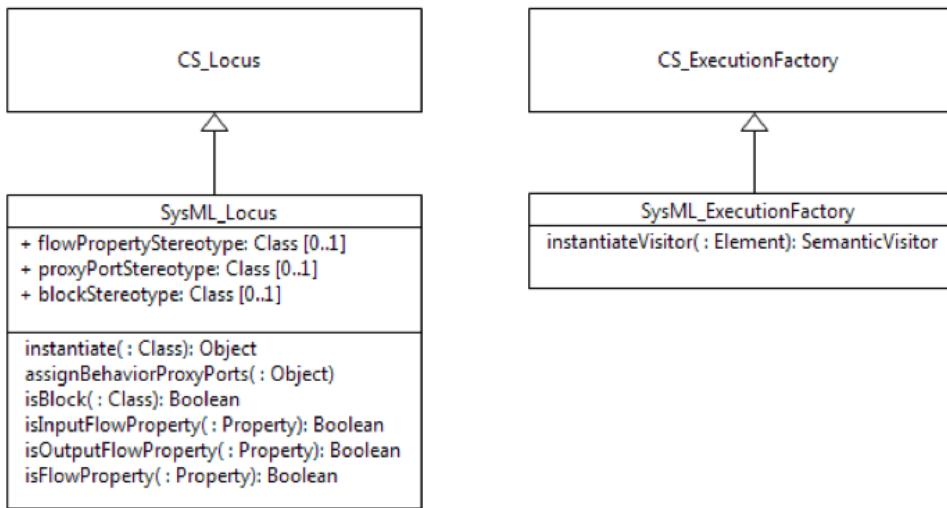 CS_Locus
SysML_Locus
+ flowPropertyStereotype: Class [0..1]
+ proxyPortStereotype: Class [0..1]
+ blockStereotype: Class [0..1]
instantiate( : Class): Object
assignBehaviorProxyPorts( : Object)
isBlock( : Class): Boolean
isInputFlowProperty( : Property): Boolean
isOutputFlowProperty( : Property): Boolean
isFlowProperty( : Property): Boolean
CS_ExecutionFactory
SysML_ExecutionFactory
instantiateVisitor( : Element): SemanticVisitor